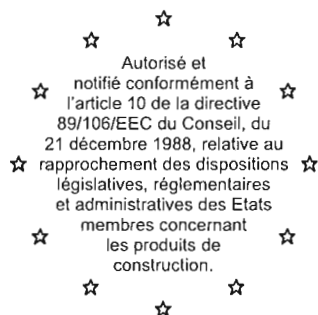 Autorisé et
notifié conformément à
l'article 10 de la directive
89/106/EEC du Conseil, du
21 décembre 1988, relative au
rapprochement des dispositions
législatives, réglementaires
et administratives des Etats
membres concernant
les produits de
construction.